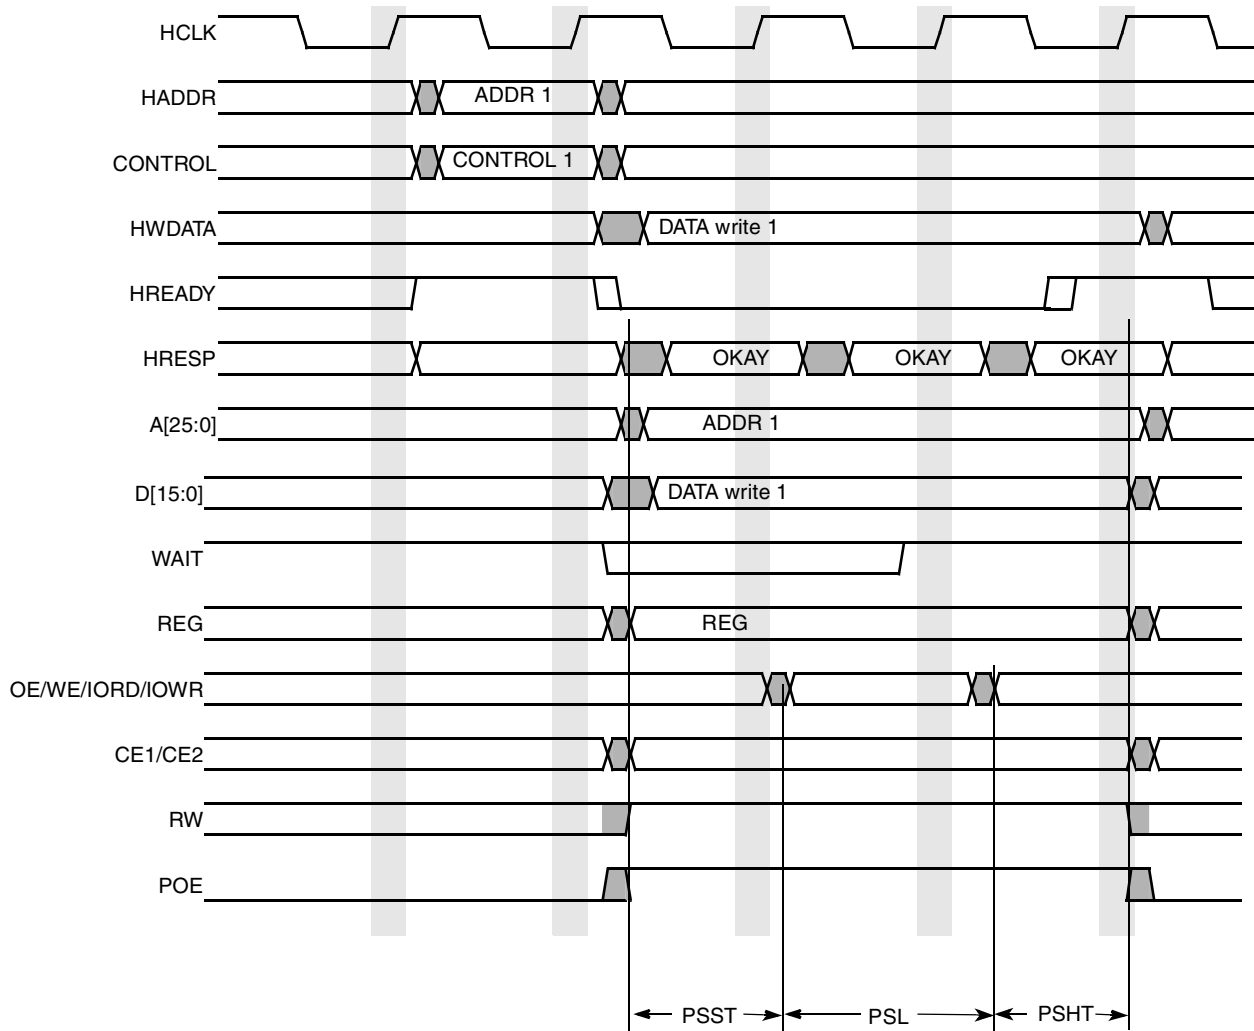 HCLK
HADDR ADDR 1
CONTROL CONTROL 1
HWDATA DATA write 1
HREADY
HRESP OKAY OKAY OKAY
A[25:0] ADDR 1
D[15:0] DATA write 1
WAIT
REG REG
OE/WE/IORD/IOWR
CE1/CE2
RW
POE
PSST PSL PSHT